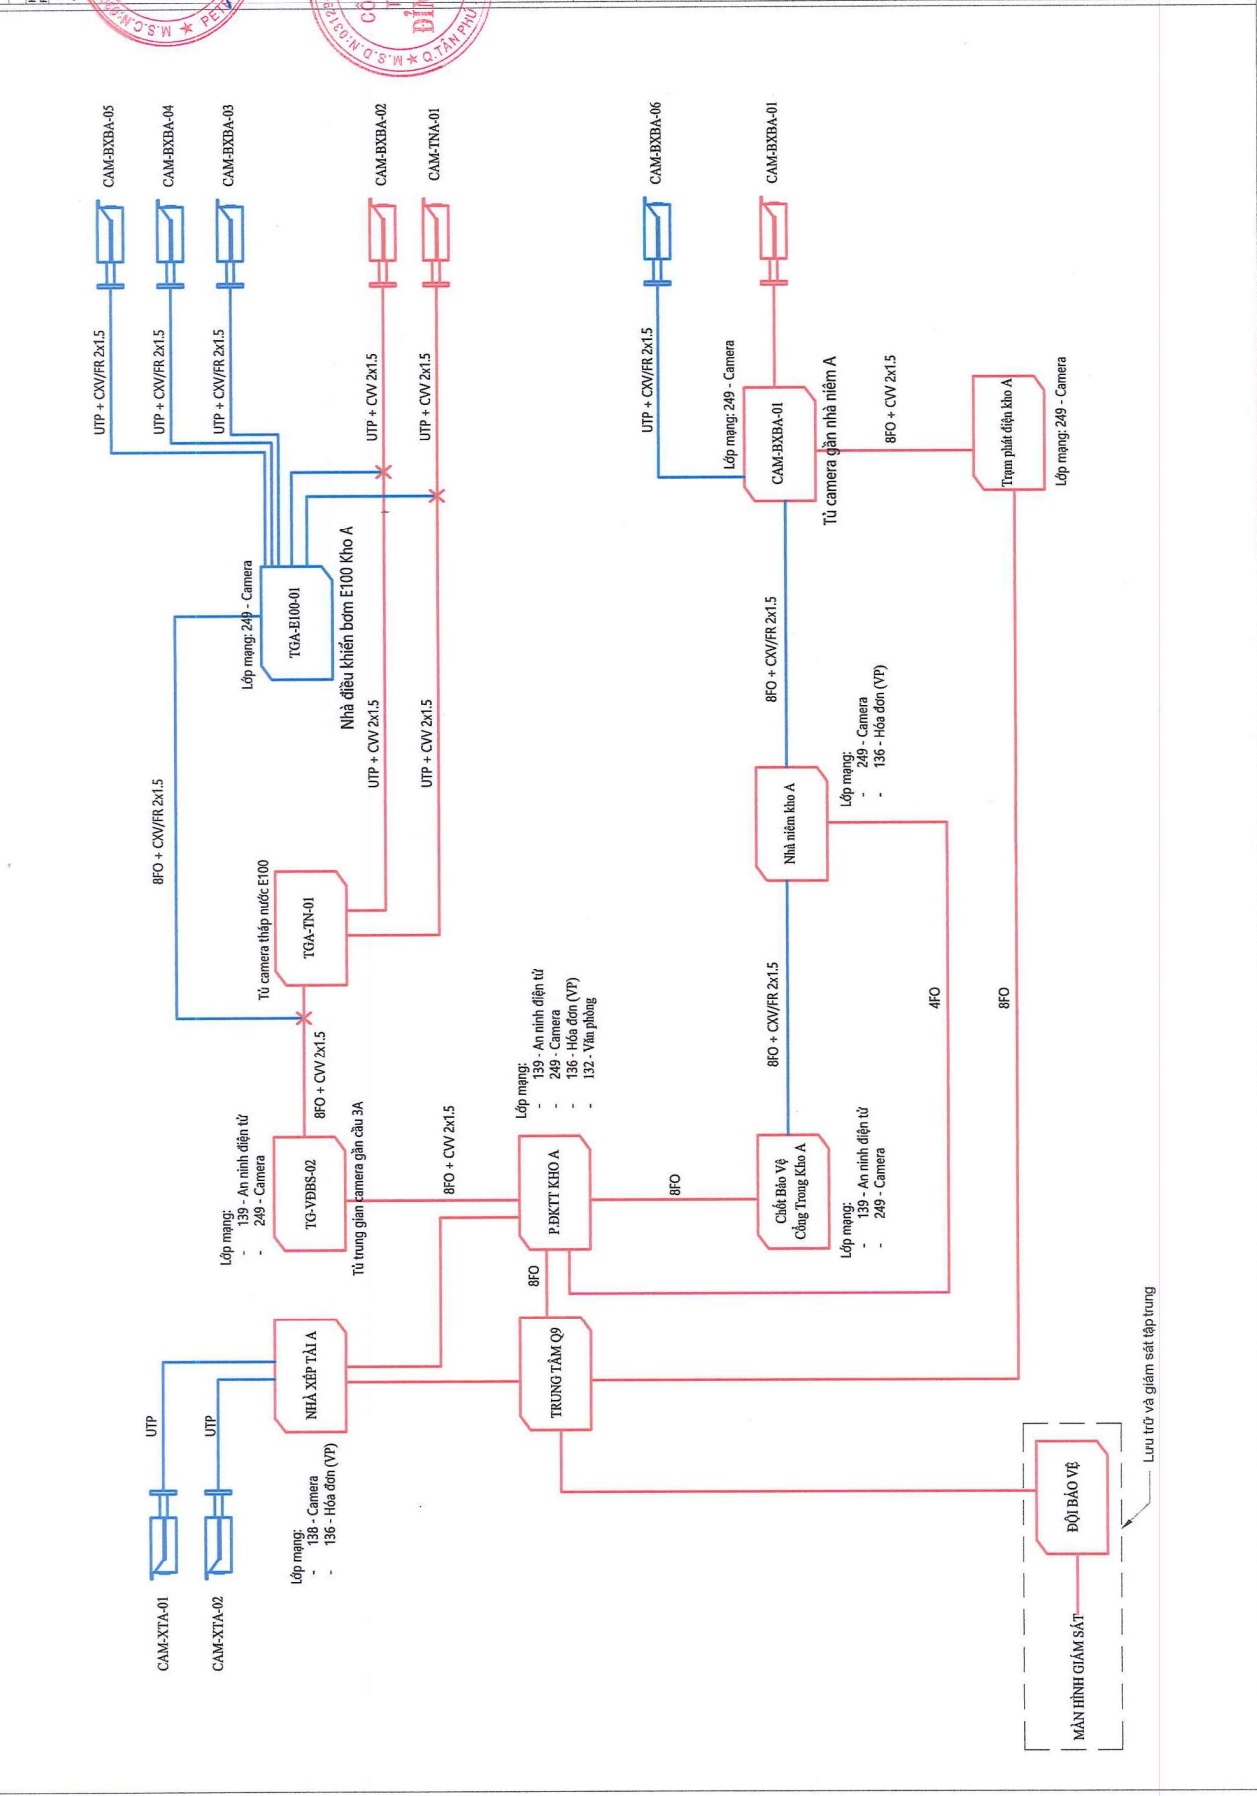 CAM-XTA-01
UTP
CAM-XTA-02
UTP
NHÀ XẾP TÀI A
Lớp mạng:
- 138 - Camera
- 136 - Hóa đơn (VP)
Lớp mạng:
- 139 - An ninh điện tử
- 249 - Camera
TG-VĐBS-02
Tủ trung gian camera gần cầu 3A
8FO + CVV 2x1.5
8FO + CXV/FR 2x1.5
Tủ camera tháp nước E100
TGA-TN-01
Lớp mạng: 249 - Camera
TGA-E100-01
Nhà điều khiển bơm E100 Kho A
UTP + CVV 2x1.5
UTP + CVV 2x1.5
UTP + CXV/FR 2x1.5
CAM-BXBA-05
UTP + CXV/FR 2x1.5
CAM-BXBA-04
UTP + CXV/FR 2x1.5
CAM-BXBA-03
UTP + CVV 2x1.5
CAM-BXBA-02
UTP + CVV 2x1.5
CAM-TNA-01
8FO + CVV 2x1.5
Lớp mạng:
- 139 - An ninh điện tử
- 249 - Camera
- 136 - Hóa đơn (VP)
- 132 - Văn phòng
P.ĐKTT KHO A
8FO
TRUNG TÂM Q9
8FO
Chốt Bảo Vệ
Cổng Trong Kho A
Lớp mạng:
- 139 - An ninh điện tử
- 249 - Camera
8FO + CXV/FR 2x1.5
Nhà niêm kho A
Lớp mạng:
- 249 - Camera
- 136 - Hóa đơn (VP)
8FO + CXV/FR 2x1.5
UTP + CXV/FR 2x1.5
CAM-BXBA-06
Lớp mạng: 249 - Camera
CAM-BXBA-01
CAM-BXBA-01
Tủ camera gần nhà niêm A
8FO + CVV 2x1.5
Trạm phát điện kho A
Lớp mạng: 249 - Camera
4FO
8FO
ĐỘI BẢO VỆ
MÀN HÌNH GIÁM SÁT
Lưu trữ và giám sát tập trung
M.S.C.N:
★ PETR
M.S.D.N:03126
★ Q.TÂN PHÚ
CÔ
T
ĐỈN